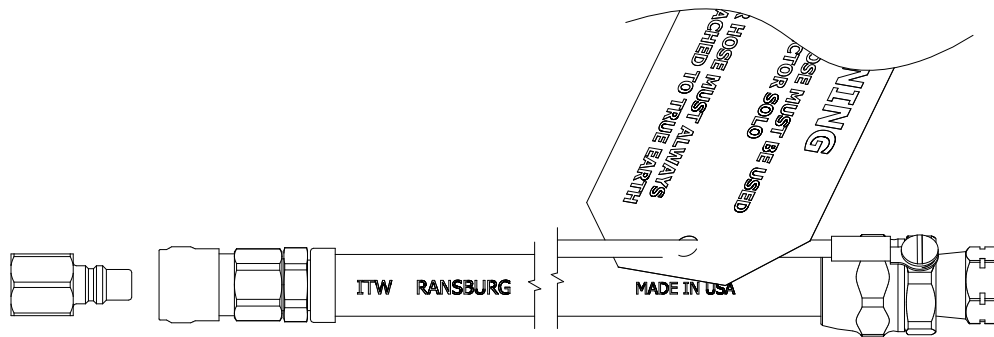 NING
OSE MUST BE USED
CTOR SOLO
R HOSE MUST ALWAYS
ACHED TO TRUE EARTH
ITW RANSBURG
MADE IN USA